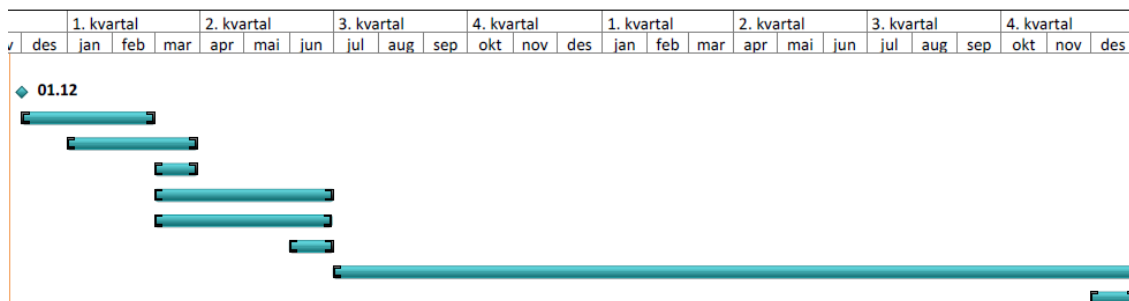 1. kvartal 2. kvartal 3. kvartal 4. kvartal 1. kvartal 2. kvartal 3. kvartal 4. kvartal
des jan feb mar apr mai jun jul aug sep okt nov des jan feb mar apr mai jun jul aug sep okt nov des
01.12